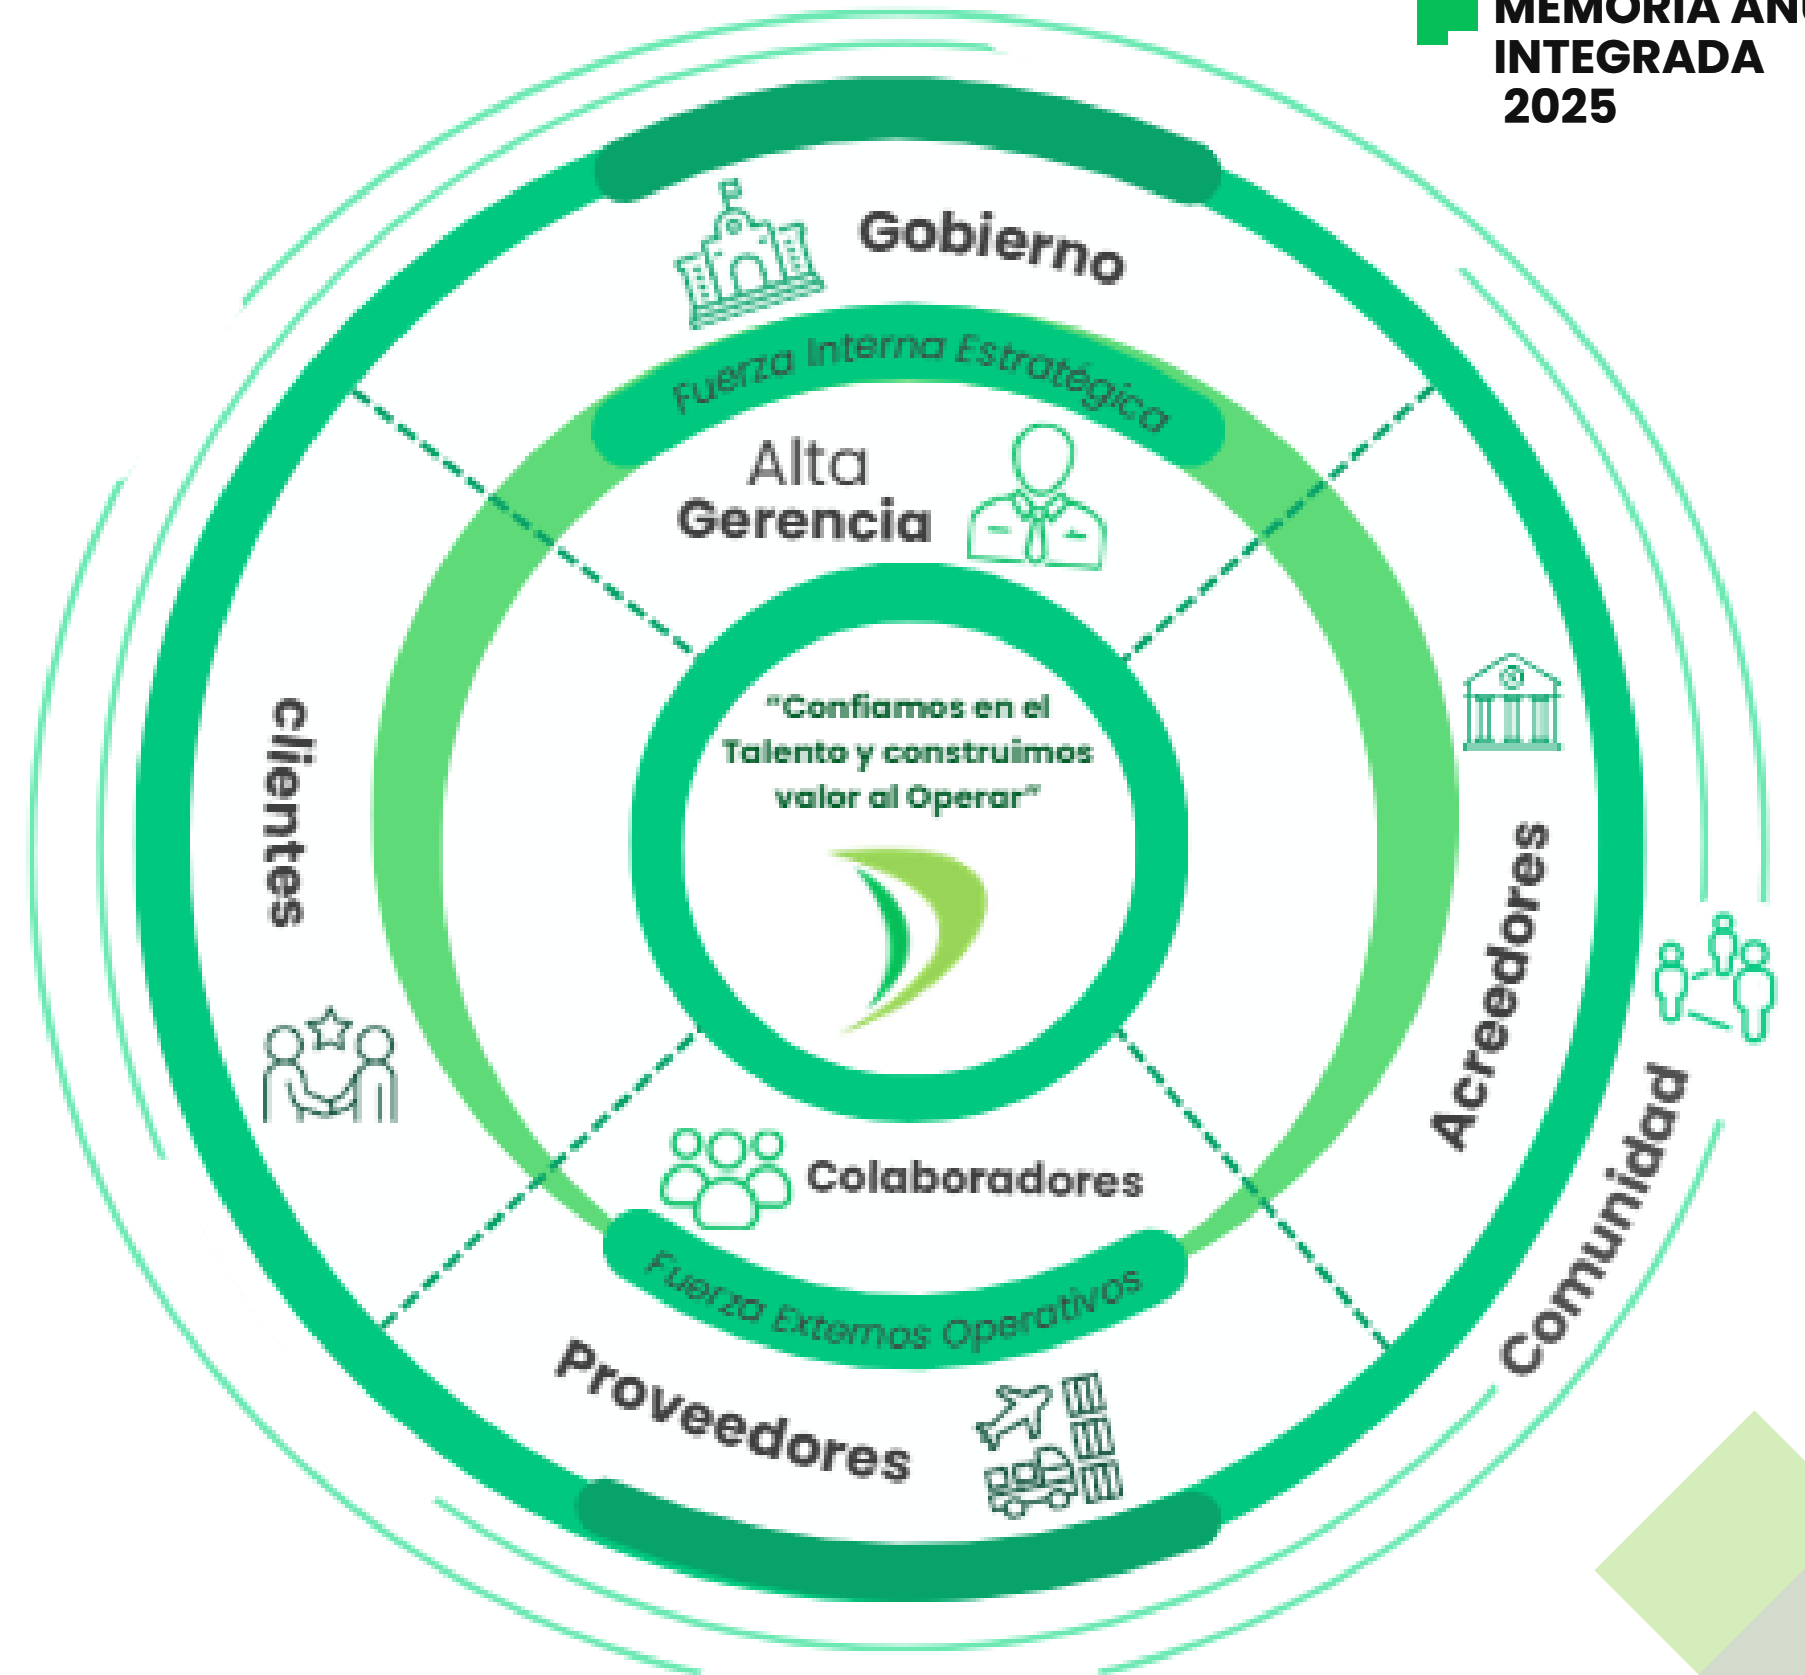 MEMORIA
INTEGRADA
2025
Gobierno
Fuerza Interna Estratégica
Alta
Gerencia
“Confiamos en el
Talento y construimos
valor al Operar”
clientes
Acreedores
Colaboradores
Fuerza Externos Operativos
Proveedores
Comunidad